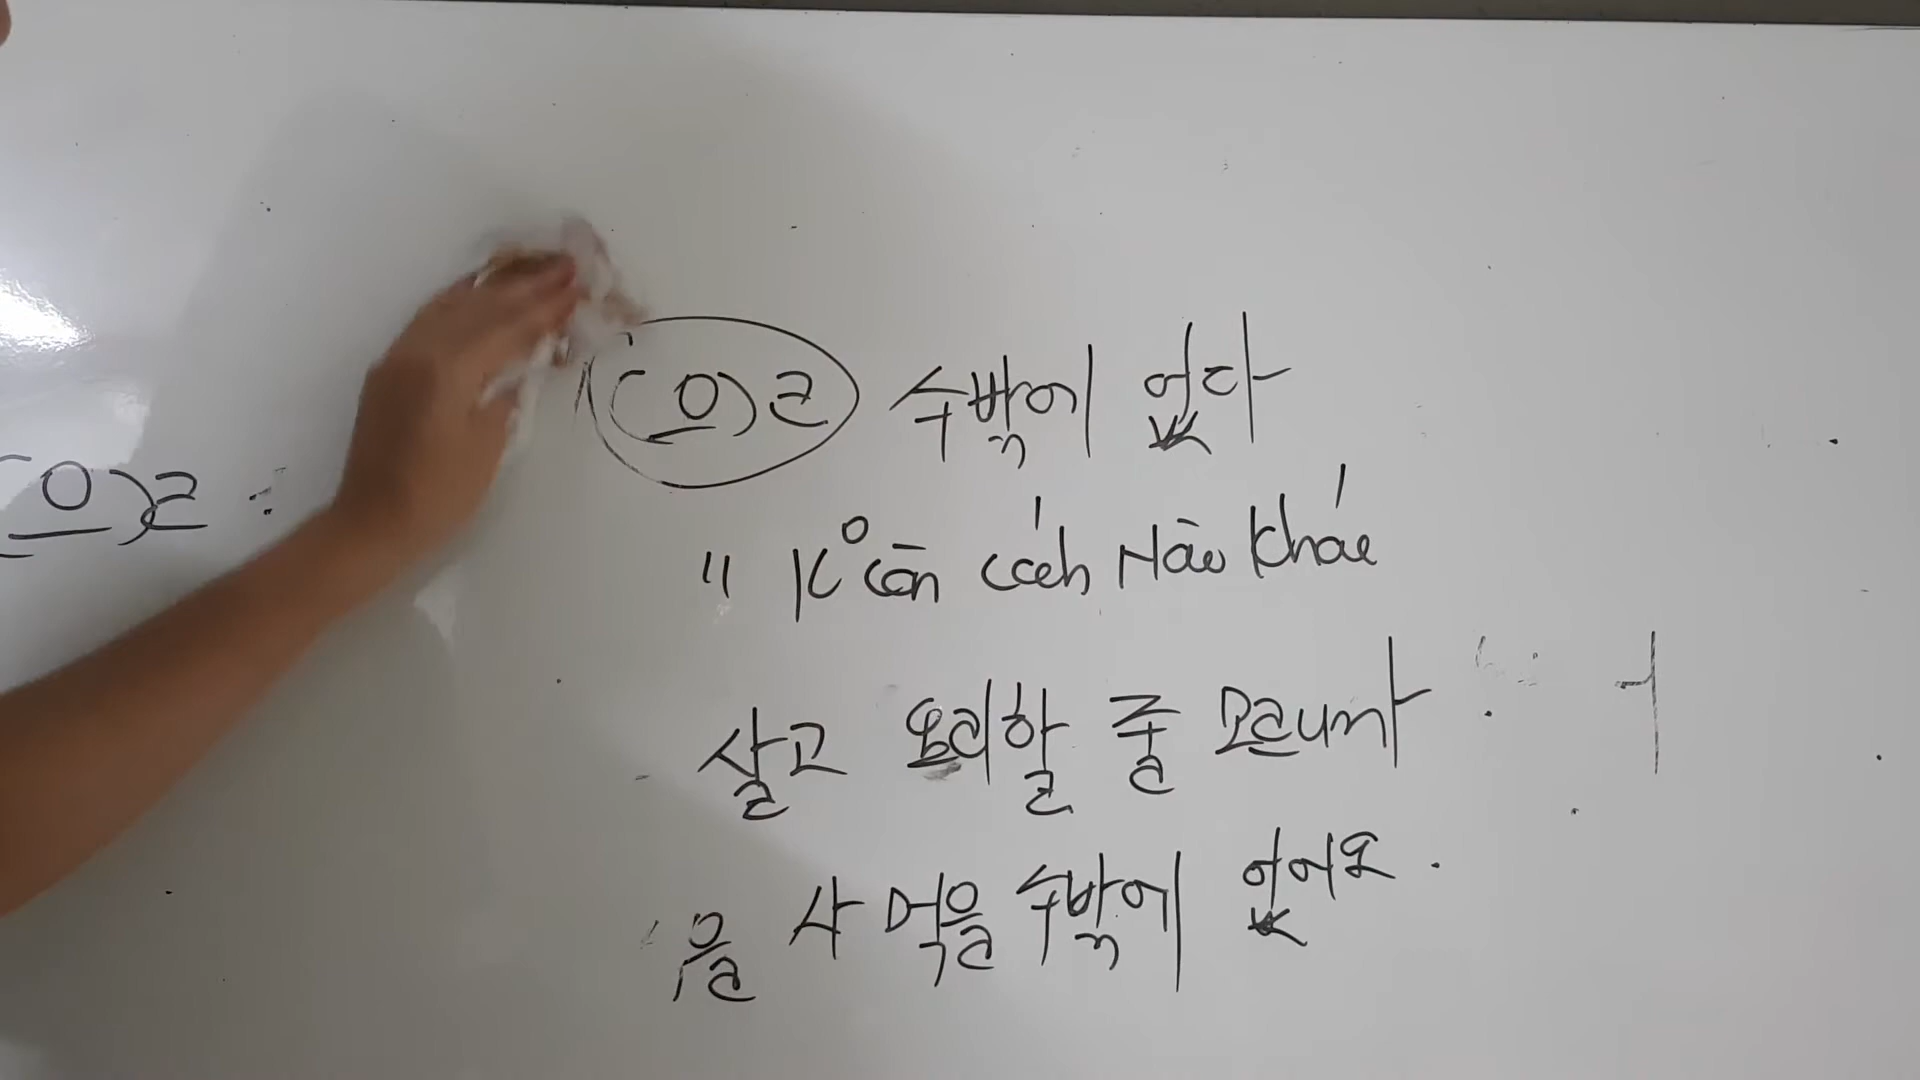 (으)ㄹ 수밖에 없다
(으)ㄹ :
" K° còn cách Nào khác
살고 요리할 줄 모르니까
을 사 먹을 수밖에 없어요.